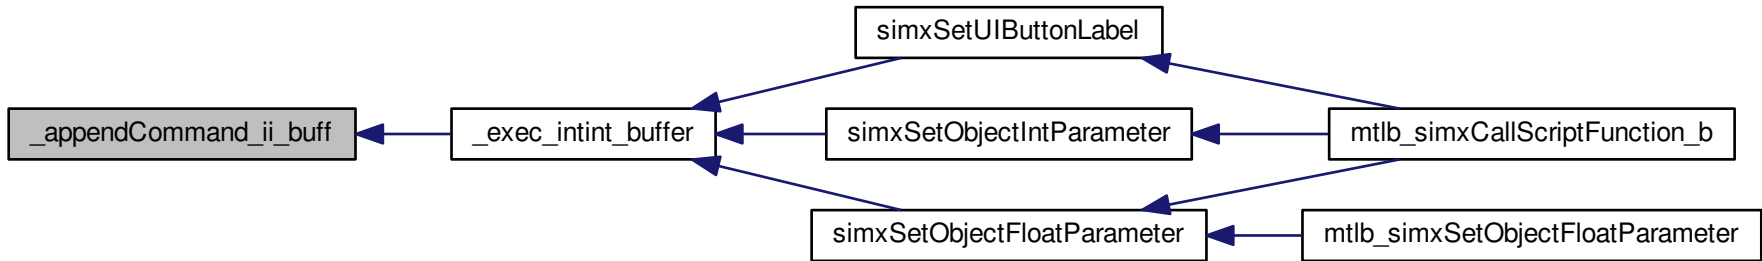 simxSetUIButtonLabel
_appendCommand_ii_buff
_exec_intint_buffer
simxSetObjectIntParameter
mtlb_simxCallScriptFunction_b
simxSetObjectFloatParameter
mtlb_simxSetObjectFloatParameter